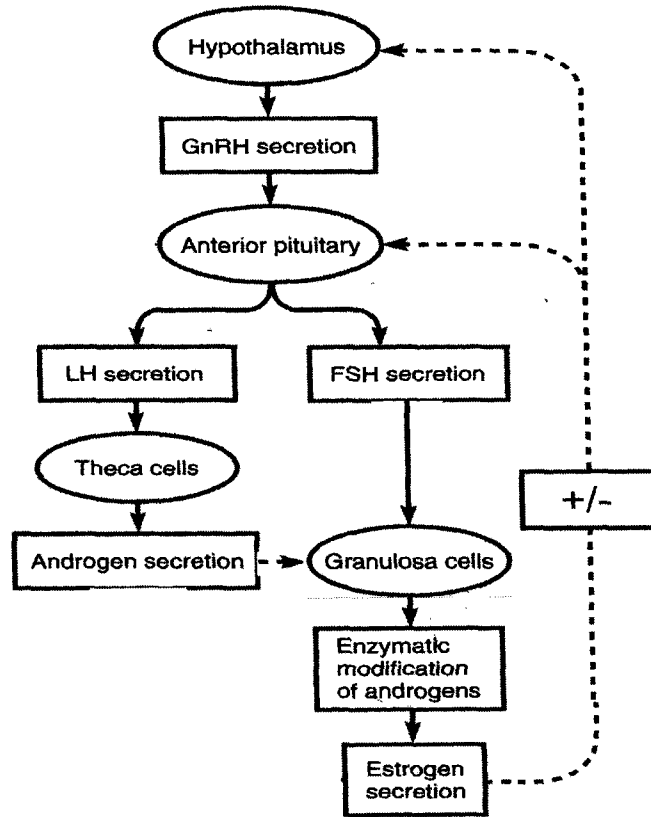 Hypothalamus
GnRH secretion
Anterior pituitary
LH secretion
FSH secretion
Theca cells
+/-
Androgen secretion
Granulosa cells
Enzymatic
modification
of androgens
Estrogen
secretion